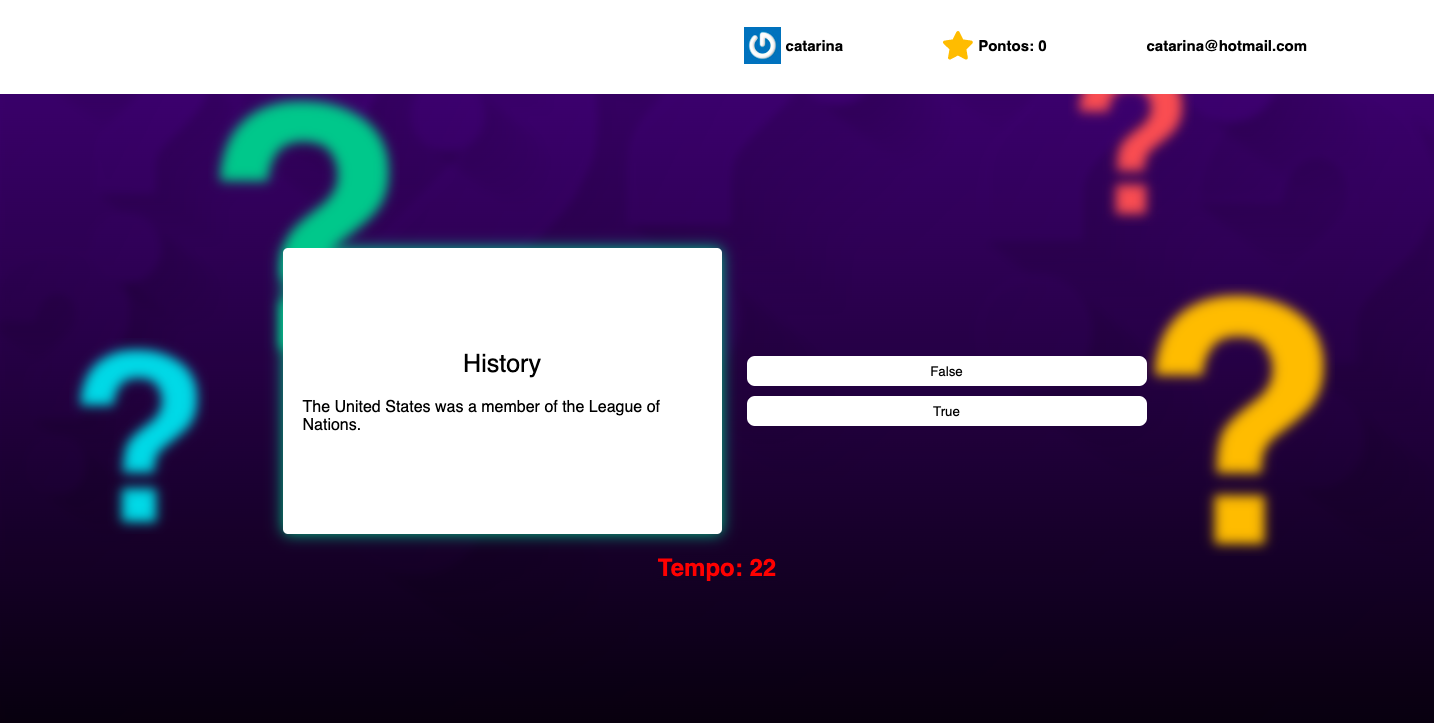 catarina
Pontos: 0
catarina@hotmail.com
History
The United States was a member of the League of
Nations.
False
True
Tempo: 22